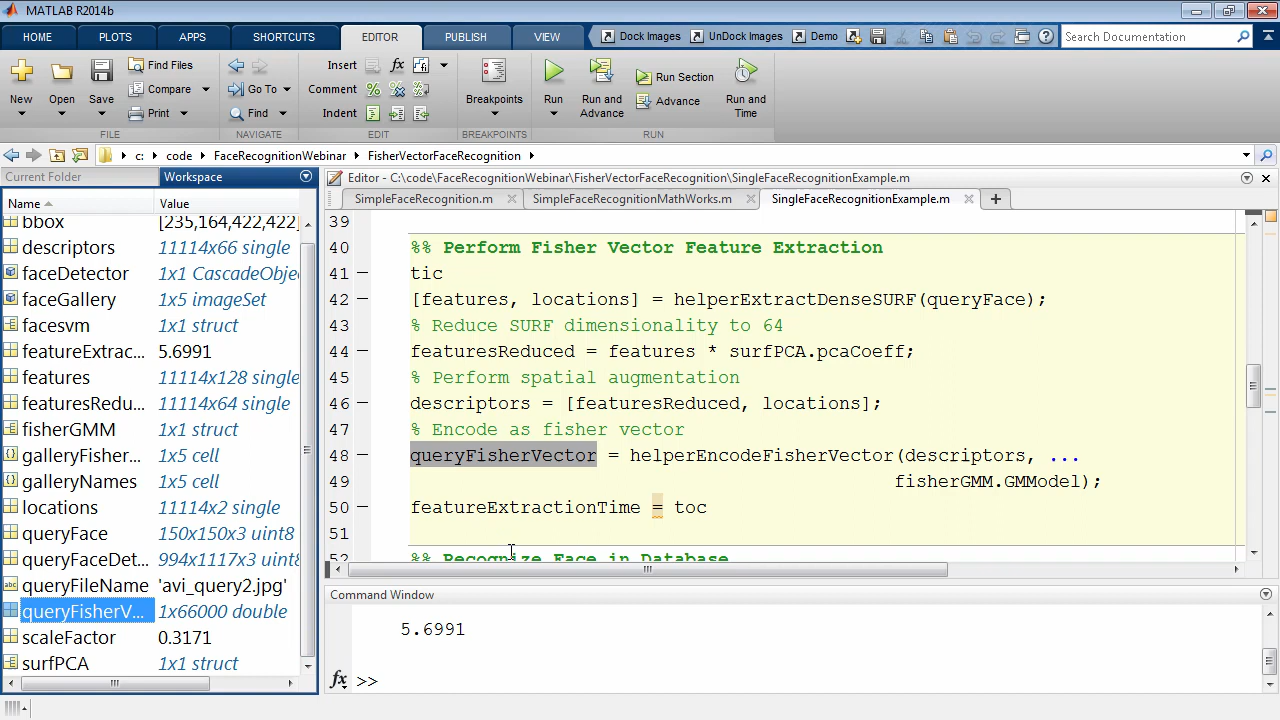 MATLAB R2014b
HOME PLOTS APPS SHORTCUTS EDITOR PUBLISH VIEW Dock Images UnDock Images Demo Search Documentation
New Open Save Find Files Compare Print
Go To Find
Insert fx
Comment
Indent
Breakpoints
Run Run and Advance Run Section Advance Run and Time
FILE NAVIGATE EDIT BREAKPOINTS RUN
c: code FaceRecognitionWebinar FisherVectorFaceRecognition
Current Folder Workspace
Name Value
bbox [235,164,422,422]
descriptors 11114x66 single
faceDetector 1x1 CascadeObje
faceGallery 1x5 imageSet
facesvm 1x1 struct
featureExtrac... 5.6991
features 11114x128 single
featuresRedu... 11114x64 single
fisherGMM 1x1 struct
galleryFisher... 1x5 cell
galleryNames 1x5 cell
locations 11114x2 single
queryFace 150x150x3 uint8
queryFaceDet... 994x1117x3 uint8
queryFileName 'avi_query2.jpg'
queryFisherV... 1x66000 double
scaleFactor 0.3171
surfPCA 1x1 struct
Editor - C:\code\FaceRecognitionWebinar\FisherVectorFaceRecognition\SingleFaceRecognitionExample.m
SimpleFaceRecognition.m SimpleFaceRecognitionMathWorks.m SingleFaceRecognitionExample.m
39
40 %% Perform Fisher Vector Feature Extraction
41 — tic
42 — [features, locations] = helperExtractDenseSURF(queryFace);
43 % Reduce SURF dimensionality to 64
44 — featuresReduced = features * surfPCA.pcaCoeff;
45 % Perform spatial augmentation
46 — descriptors = [featuresReduced, locations];
47 % Encode as fisher vector
48 — queryFisherVector = helperEncodeFisherVector(descriptors, ...
49 fisherGMM.GMModel);
50 — featureExtractionTime = toc
51
52 %% Recognize Face in Database
Command Window
5.6991
fx >>